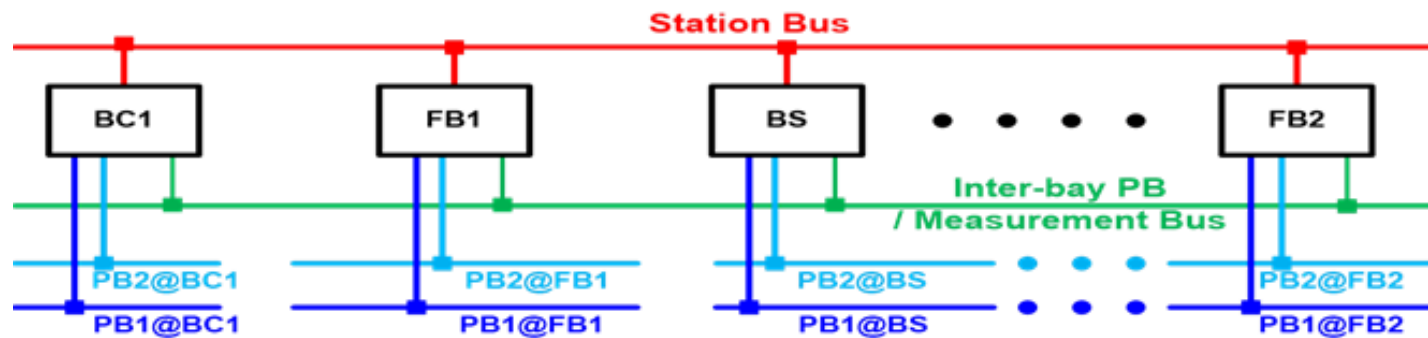 Station Bus
BC1
FB1
BS
FB2
Inter-bay PB
/ Measurement Bus
PB2@BC1
PB2@FB1
PB2@BS
PB2@FB2
PB1@BC1
PB1@FB1
PB1@BS
PB1@FB2